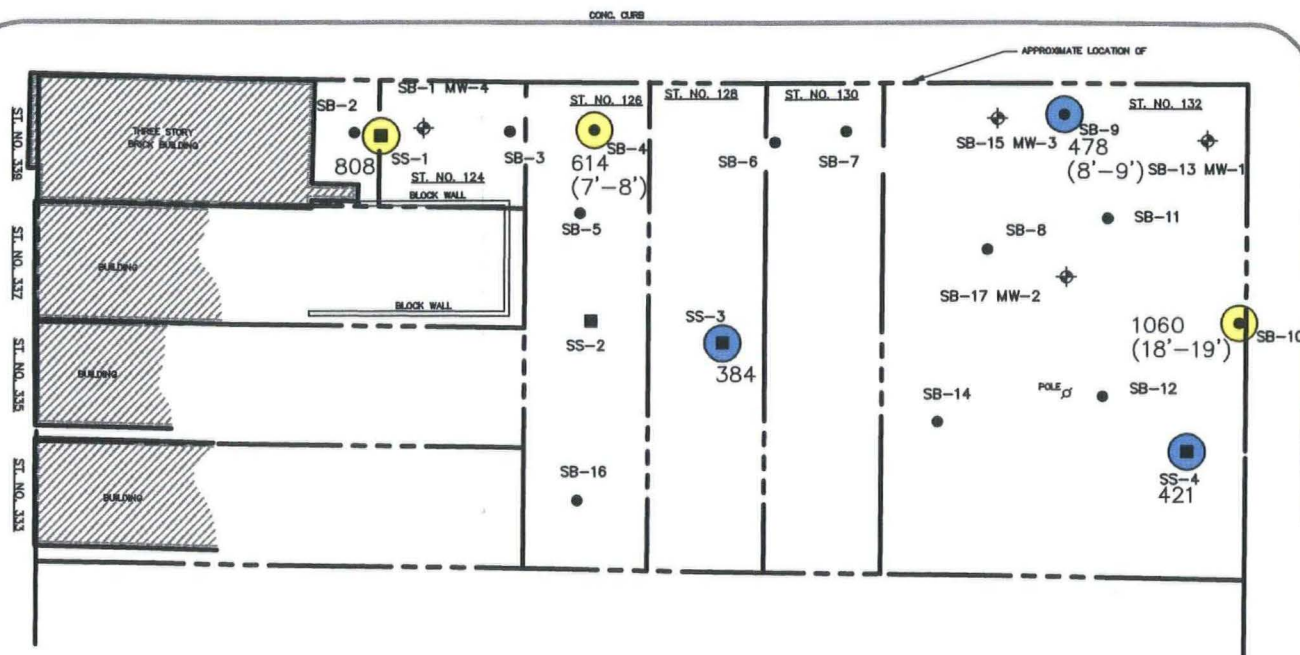 CONC. CURB
APPROXIMATE LOCATION OF
ST. NO. 339
THREE STORY
BRICK BUILDING
SB-2
SB-1 MW-4
808
SS-1
SB-3
ST. NO. 124
BLOCK WALL
ST. NO. 126
SB-4
614
(7'-8')
SB-5
ST. NO. 128
ST. NO. 130
SB-6
SB-7
ST. NO. 132
SB-15 MW-3
SB-9
478
(8'-9')
SB-13 MW-1
SB-11
SB-8
SB-17 MW-2
ST. NO. 337
BUILDING
BLOCK WALL
SS-2
SS-3
384
1060
(18'-19')
SB-10
ST. NO. 335
BUILDING
SB-14
POLE
SB-12
SS-4
421
ST. NO. 333
BUILDING
SB-16